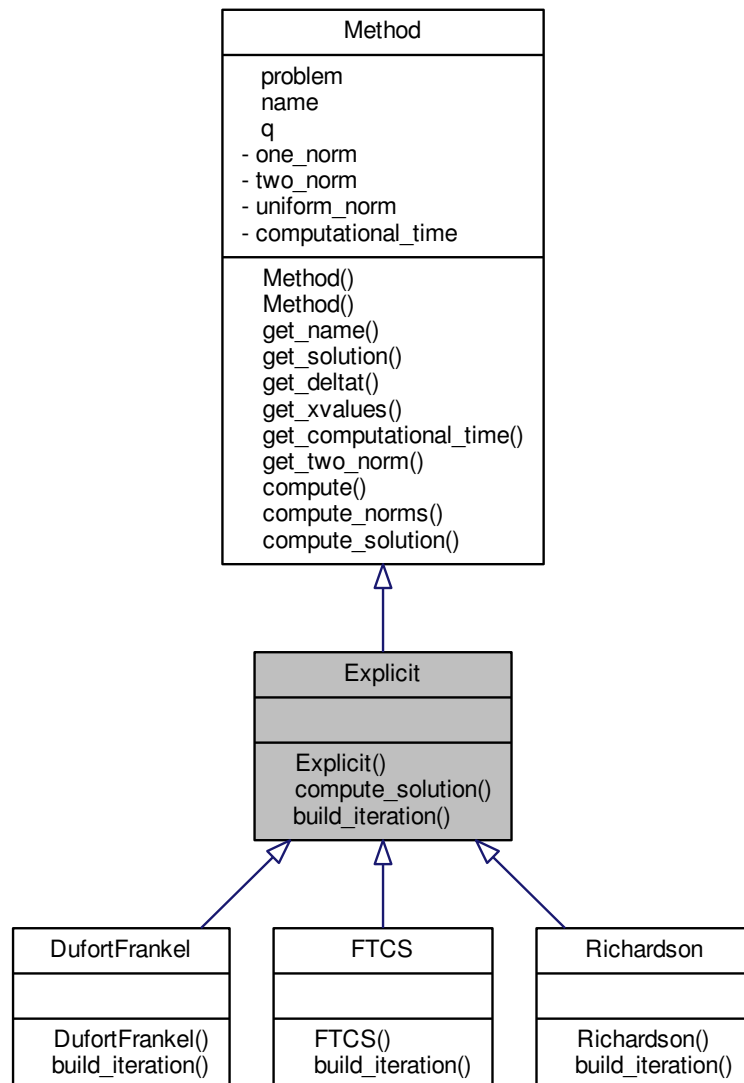 Method
problem
name
q
- one_norm
- two_norm
- uniform_norm
- computational_time
Method()
Method()
get_name()
get_solution()
get_deltat()
get_xvalues()
get_computational_time()
get_two_norm()
compute()
compute_norms()
compute_solution()
Explicit
Explicit()
compute_solution()
build_iteration()
DufortFrankel
DufortFrankel()
build_iteration()
FTCS
FTCS()
build_iteration()
Richardson
Richardson()
build_iteration()